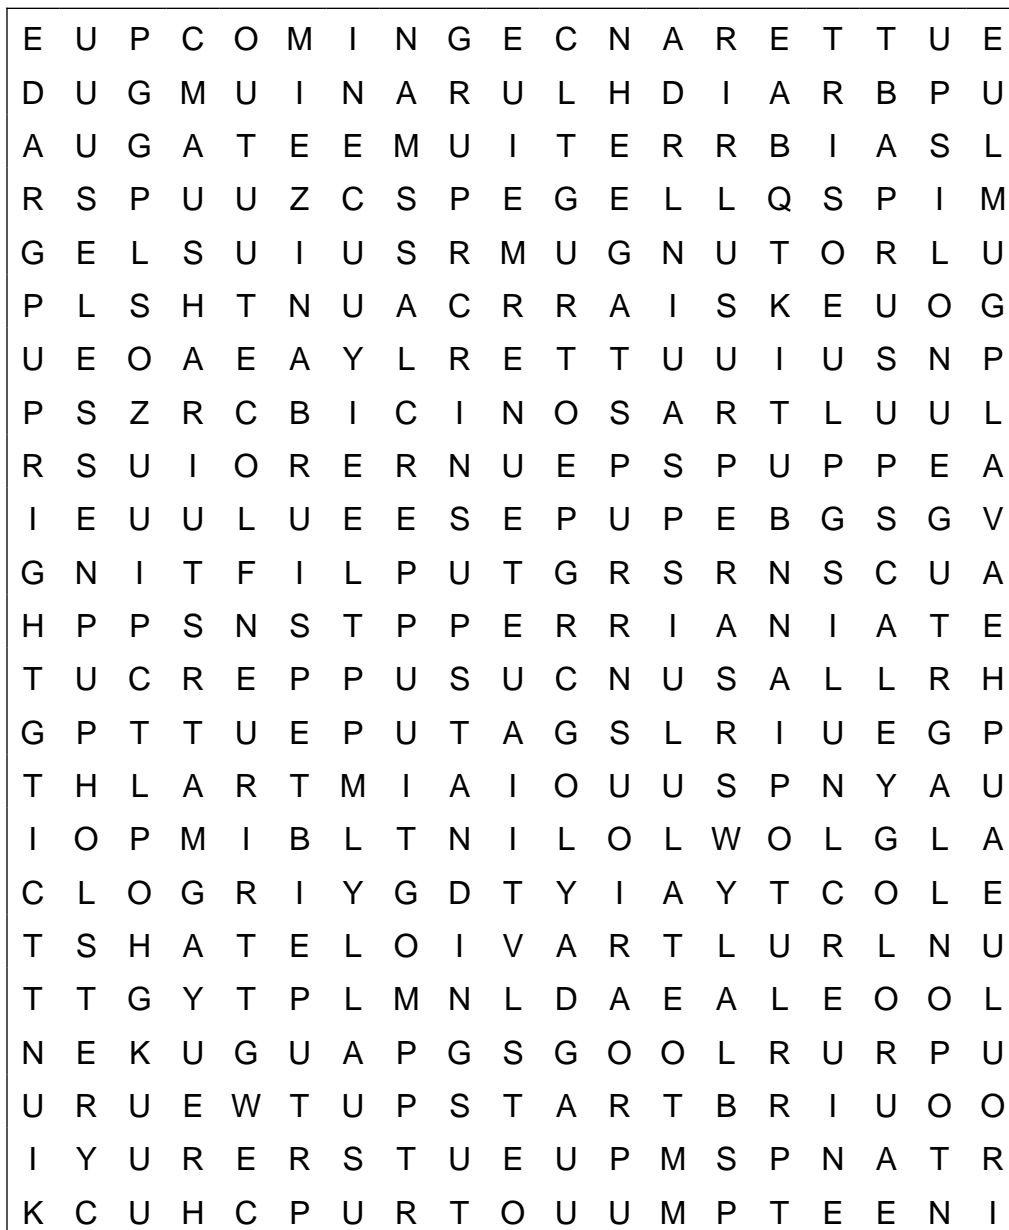 E U P C O M I N G E C N A R E T T U E
D U G M U I N A R U L H D I A R B P U
A U G A T E E M U I T E R R B I A S L
R S P U U Z C S P E G E L L Q S P I M
G E L S U I U S R M U G N U T O R L U
P L S H T N U A C R R A I S K E U O G
U E O A E A Y L R E T T U U I U S N P
P S Z R C B I C I N O S A R T L U U L
R S U I O R E R N U E P S P U P P E A
I E U U L U E E S E P U P E B G S G V
G N I T F I L P U T G R S R N S C U A
H P P S N S T P P E R R I A N I A T E
T U C R E P P U S U C N U S A L L R H
G P T T U E P U T A G S L R I U E G P
T H L A R T M I A I O U U S P N Y A U
I O P M I B L T N I L O L W O L G L A
C L O G R I Y G D T Y I A Y T C O L E
T S H A T E L O I V A R T L U R L N U
T T G Y T P L M N L D A E A L E O O L
N E K U G U A P G S G O O L R U R P U
U R U E W T U P S T A R T B R I U O O
I Y U R E R S T U E U P M S P N A T R
K C U H C P U R T O U U M P T E E N I